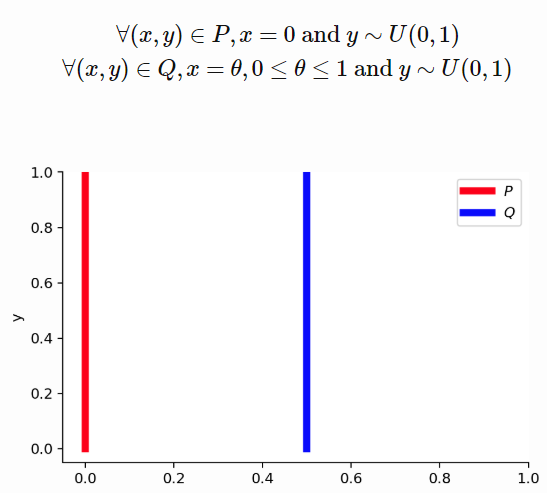 ∀(x, y) ∈ P, x = 0 and y ∼ U(0, 1)
∀(x, y) ∈ Q, x = θ, 0 ≤ θ ≤ 1 and y ∼ U(0, 1)
1.0
0.8
0.6
0.4
0.2
0.0
y
P
Q
0.0 0.2 0.4 0.6 0.8 1.0